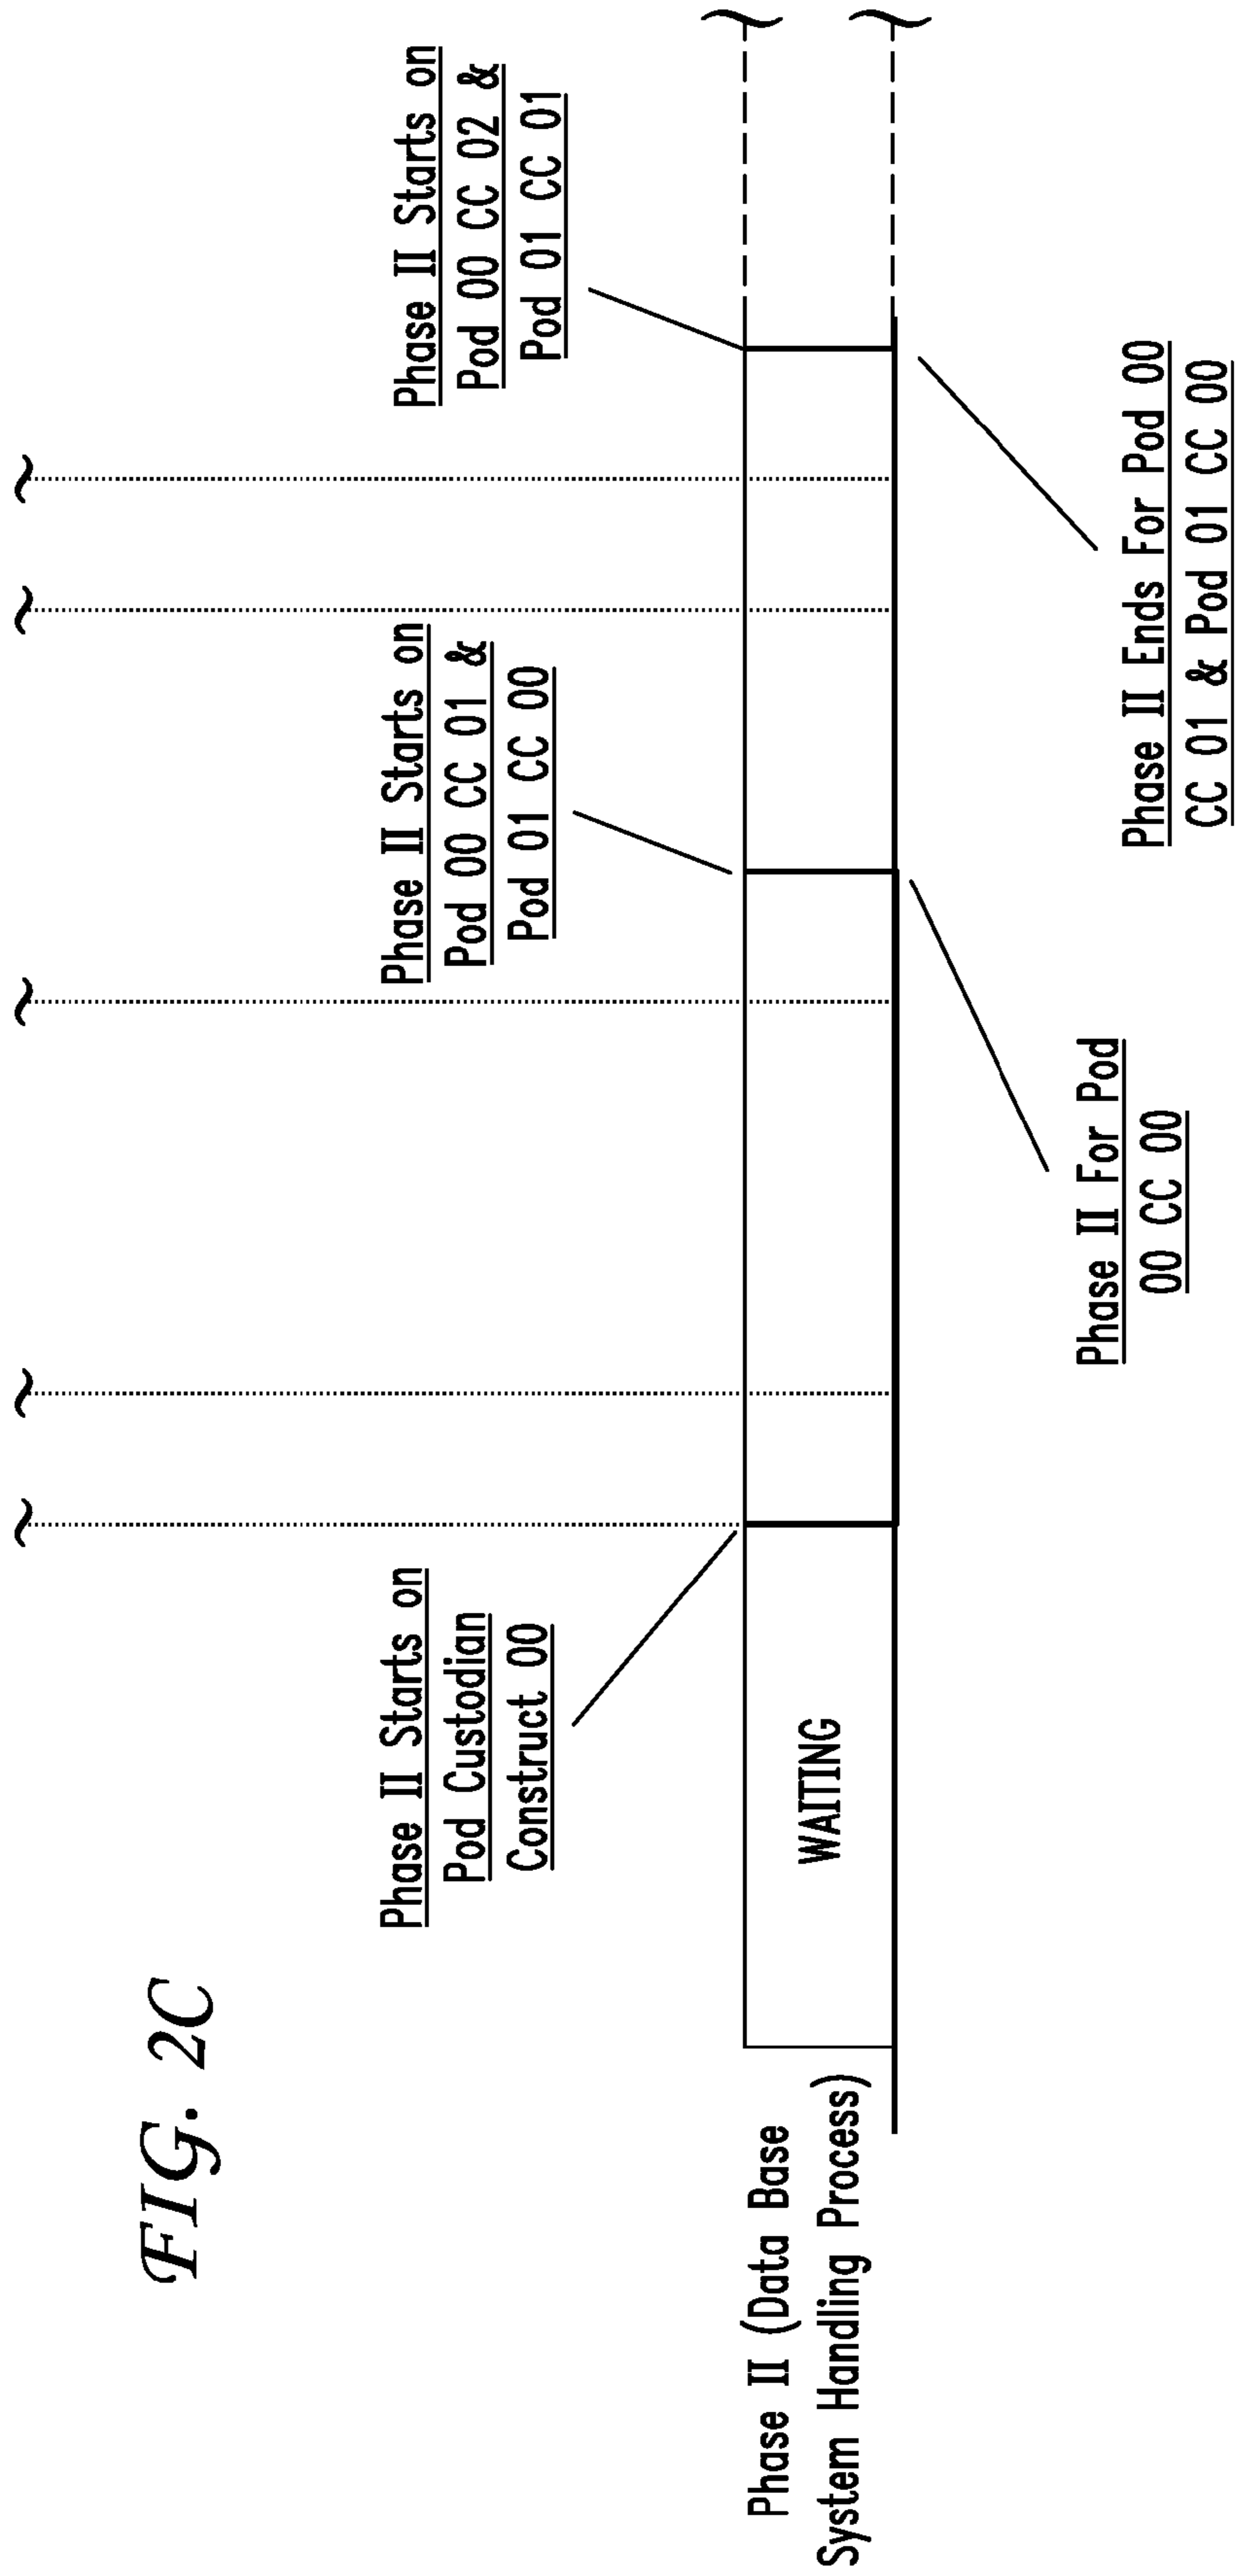 FIG. 2C
Phase II Starts on
Pod Custodian
Construct 00
Phase II Starts on
Pod 00 CC 01 &
Pod 01 CC 00
Phase II Starts on
Pod 00 CC 02 &
Pod 01 CC 01
Phase II (Data Base
System Handling Process)
WAITING
Phase II For Pod
00 CC 00
Phase II Ends For Pod 00
CC 01 & Pod 01 CC 00